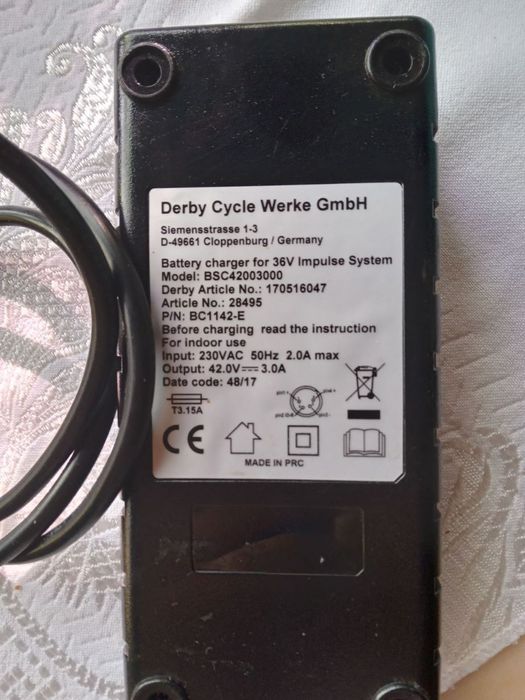 Derby Cycle Werke GmbH
Siemensstrasse 1-3
D-49661 Cloppenburg / Germany
Battery charger for 36V Impulse System
Model: BSC42003000
Derby Article No.: 170516047
Article No.: 28495
P/N: BC1142-E
Before charging read the instruction
For indoor use
Input: 230VAC 50Hz 2.0A max
Output: 42.0V⎓3.0A
Date code: 48/17
T3.15A
CE
MADE IN PRC